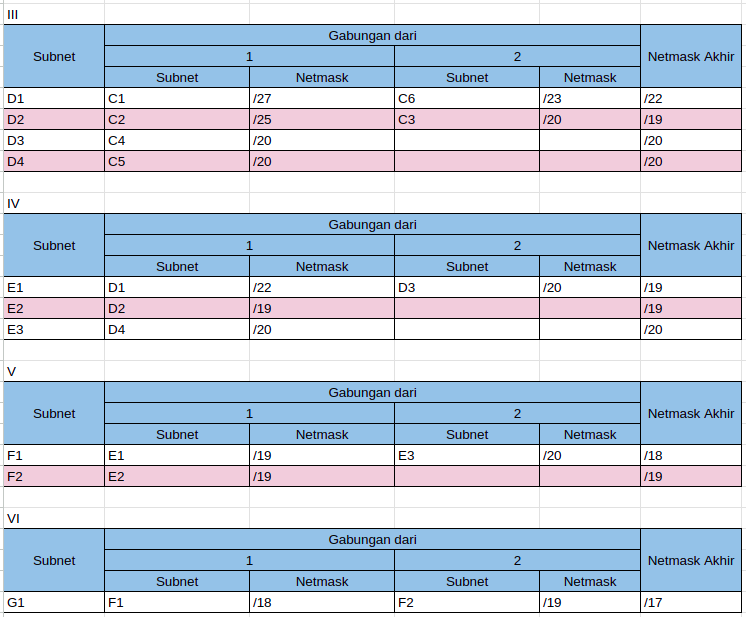 III
Subnet Gabungan dari Netmask Akhir
1 2
Subnet Netmask Subnet Netmask
D1 C1 /27 C6 /23 /22
D2 C2 /25 C3 /20 /19
D3 C4 /20 /20
D4 C5 /20 /20
IV
Subnet Gabungan dari Netmask Akhir
1 2
Subnet Netmask Subnet Netmask
E1 D1 /22 D3 /20 /19
E2 D2 /19 /19
E3 D4 /20 /20
V
Subnet Gabungan dari Netmask Akhir
1 2
Subnet Netmask Subnet Netmask
F1 E1 /19 E3 /20 /18
F2 E2 /19 /19
VI
Subnet Gabungan dari Netmask Akhir
1 2
Subnet Netmask Subnet Netmask
G1 F1 /18 F2 /19 /17